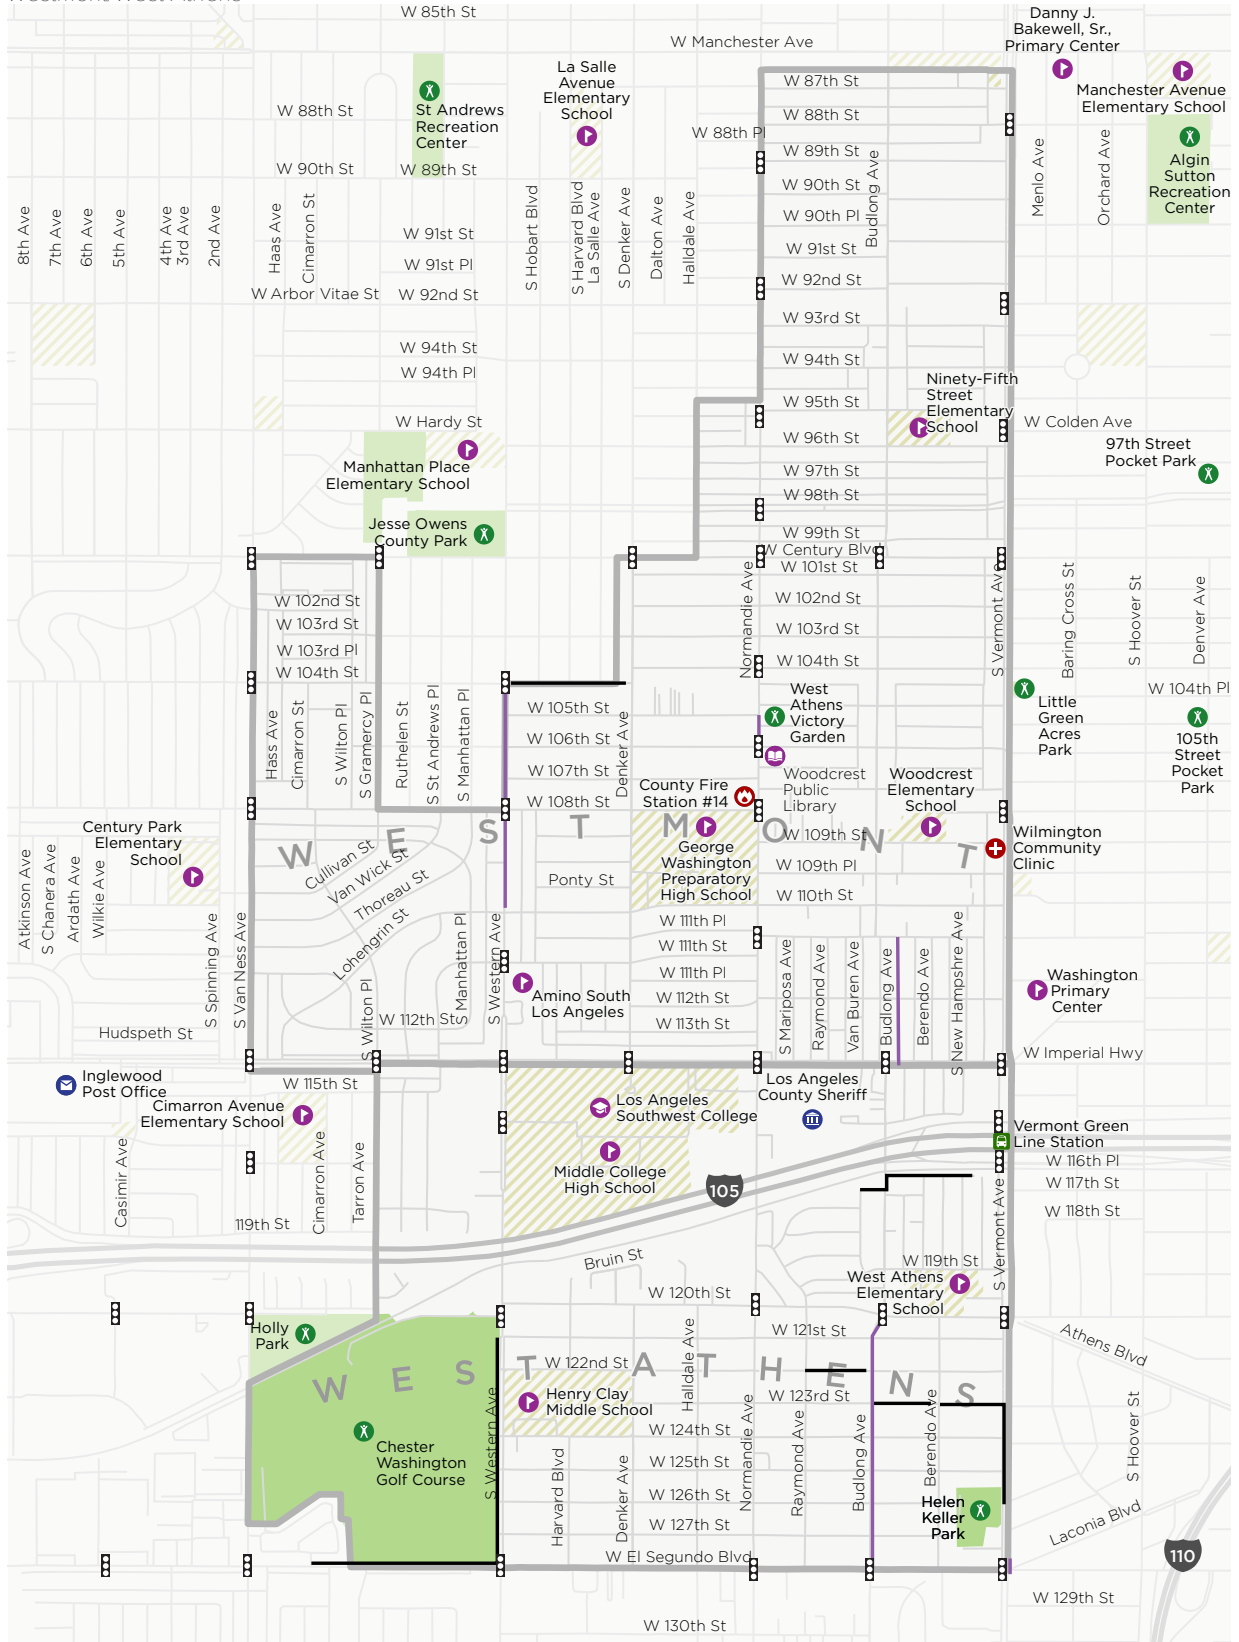 W 85th St
W Manchester Ave
Danny J.
Bakewell, Sr.,
Primary Center
La Salle
Avenue
Elementary
School
W 87th St
Manchester Avenue
Elementary School
W 88th St
St Andrews
Recreation
Center
W 88th St
W 88th Pl
W 89th St
W 90th St
W 89th St
W 90th St
W 90th Pl
W 91st St
W 92nd St
W 93rd St
W 94th St
W 95th St
W 96th St
W 97th St
W 98th St
W 99th St
Budlong Ave
Menlo Ave
Orchard Ave
Algin
Sutton
Recreation
Center
8th Ave
7th Ave
6th Ave
5th Ave
4th Ave
3rd Ave
2nd Ave
Haas Ave
Cimarron St
W 91st St
W 91st Pl
W Arbor Vitae St
W 92nd St
S Hobart Blvd
S Harvard Blvd
La Salle Ave
S Denker Ave
Dalton Ave
Halldale Ave
W 94th St
W 94th Pl
W Hardy St
Ninety-Fifth
Street
Elementary
School
W Colden Ave
97th Street
Pocket Park
Manhattan Place
Elementary School
Jesse Owens
County Park
W Century Blvd
W 101st St
W 102nd St
W 103rd St
W 104th St
Normandie Ave
S Vermont Ave
Baring Cross St
S Hoover St
Denver Ave
W 102nd St
W 103rd St
W 103rd Pl
W 104th St
Hass Ave
Cimarron St
S Wilton Pl
S Gramercy Pl
Ruthelen St
S St Andrews Pl
S Manhattan Pl
W 105th St
W 106th St
W 107th St
W 108th St
Denker Ave
West
Athens
Victory
Garden
Woodcrest
Public
Library
County Fire
Station #14
Woodcrest
Elementary
School
Little
Green
Acres
Park
W 104th Pl
105th
Street
Pocket
Park
Century Park
Elementary
School
WESTMONT
Cullivan St
Van Wick St
Thoreau St
Lohengrin St
Ponty St
George
Washington
Preparatory
High School
W 109th St
W 109th Pl
W 110th St
Wilmington
Community
Clinic
Atkinson Ave
S Chanera Ave
Ardath Ave
Wilkie Ave
S Spinning Ave
S Van Ness Ave
S Wilton Pl
S Manhattan Pl
S Western Ave
W 111th Pl
W 111th St
W 111th Pl
W 112th St
W 113th St
S Mariposa Ave
Raymond Ave
Van Buren Ave
Budlong Ave
Berendo Ave
S New Hampshre Ave
Amino South
Los Angeles
Washington
Primary
Center
W 112th St
Hudspeth St
W Imperial Hwy
Inglewood
Post Office
W 115th St
Cimarron Avenue
Elementary School
Los Angeles
Southwest College
Los Angeles
County Sheriff
Middle College
High School
Vermont Green
Line Station
W 116th Pl
W 117th St
W 118th St
Casimir Ave
Cimarron Ave
Tarron Ave
119th St
105
S Vermont Ave
Bruin St
W 119th St
West Athens
Elementary
School
W 120th St
Holly
Park
W 121st St
Athens Blvd
WEST ATHENS
W 122nd St
W 123rd St
Halldale Ave
Henry Clay
Middle School
Chester
Washington
Golf Course
S Western Ave
W 124th St
W 125th St
W 126th St
W 127th St
Harvard Blvd
Denker Ave
Normandie Ave
Raymond Ave
Budlong Ave
Berendo Ave
S Hoover St
Helen
Keller
Park
Laconia Blvd
W El Segundo Blvd
110
W 129th St
W 130th St